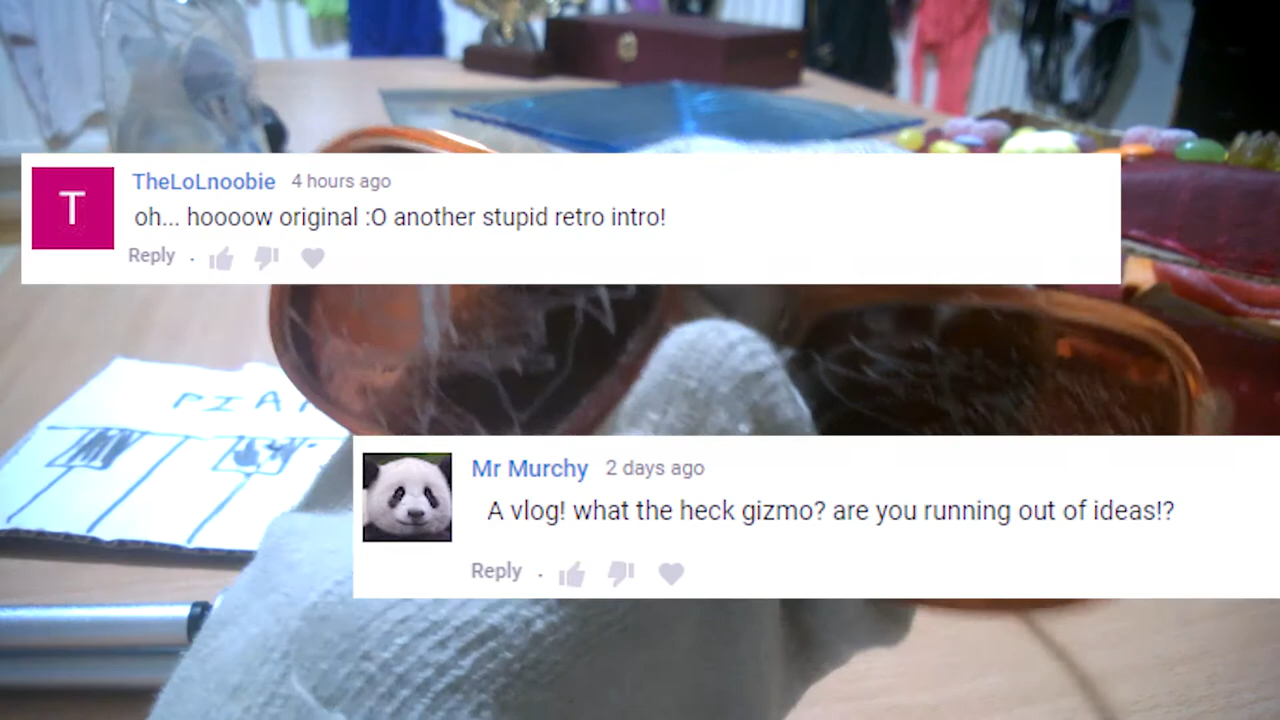 T
TheLoLnoobie 4 hours ago
oh... hoooow original :O another stupid retro intro!
Reply .
PIAN
Mr Murchy 2 days ago
A vlog! what the heck gizmo? are you running out of ideas!?
Reply .